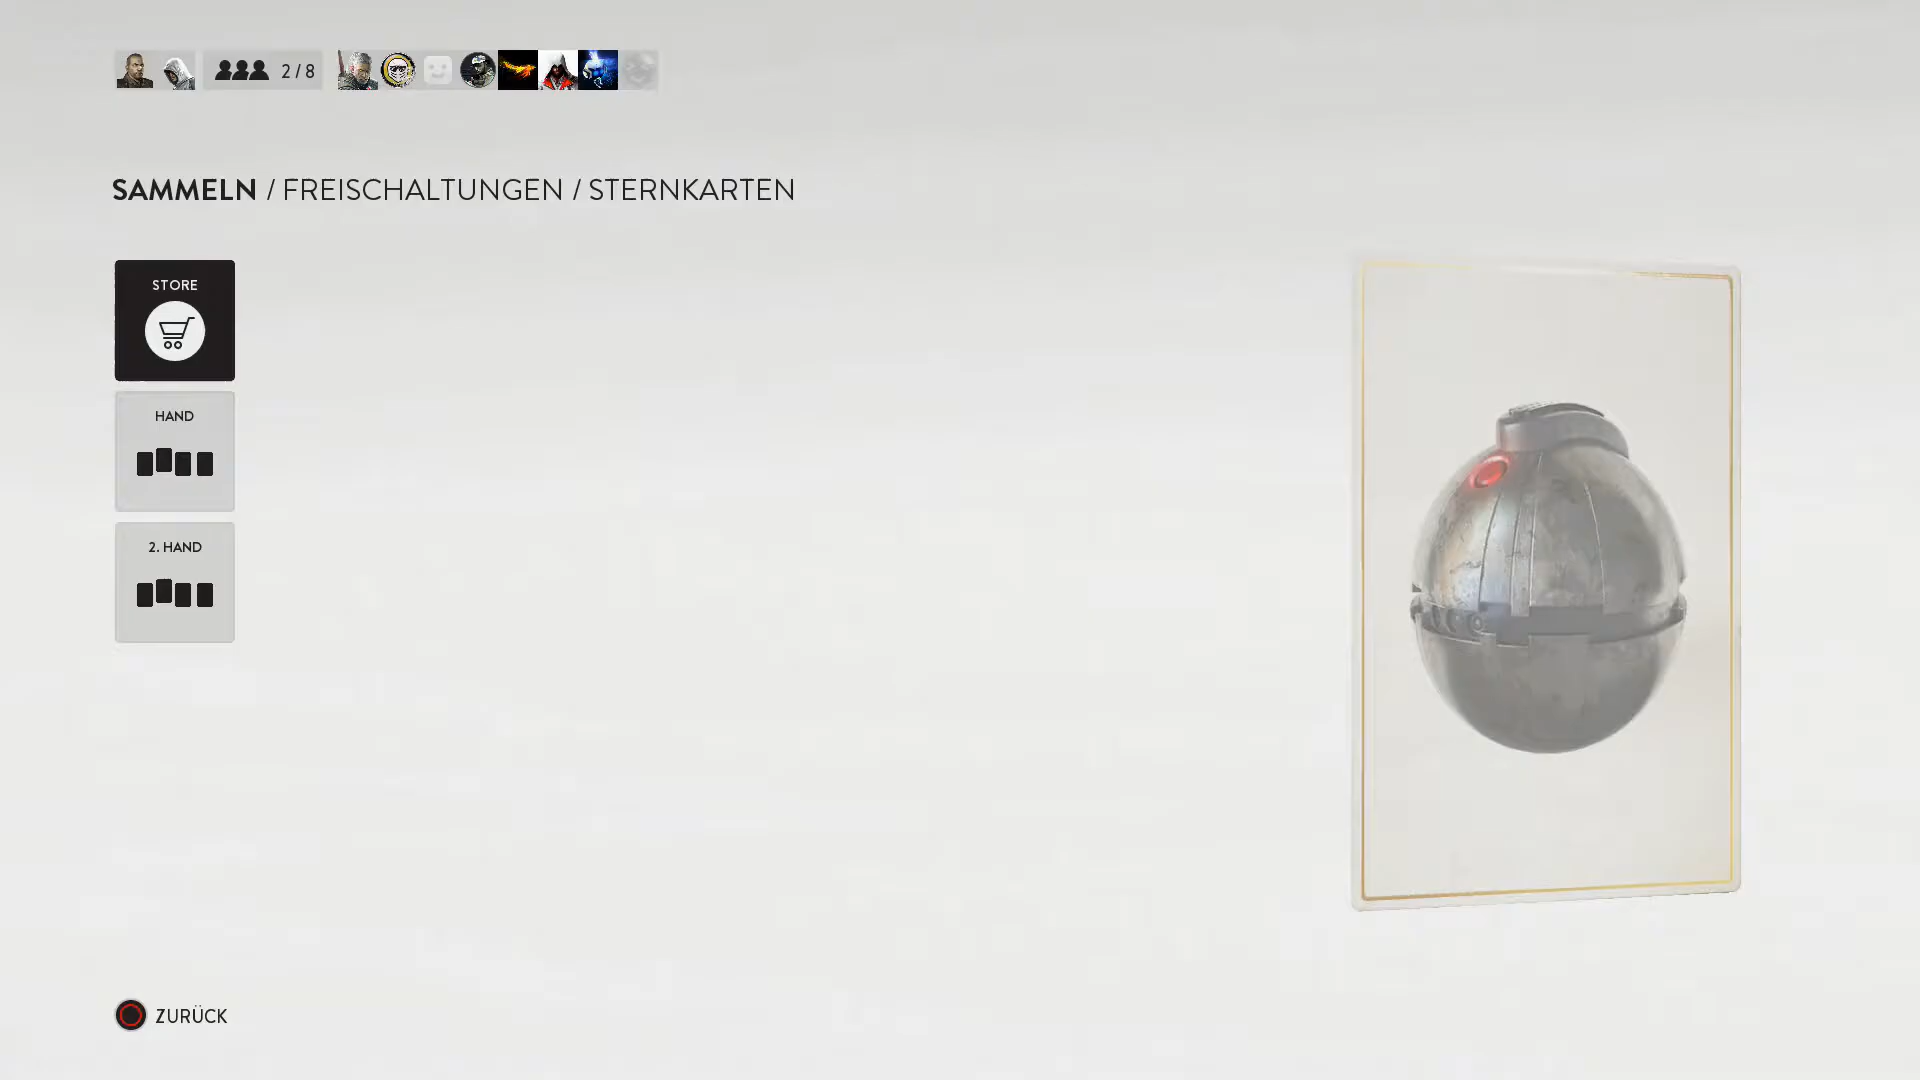 2 / 8
SAMMELN / FREISCHALTUNGEN / STERNKARTEN
STORE
HAND
2. HAND
ZURÜCK